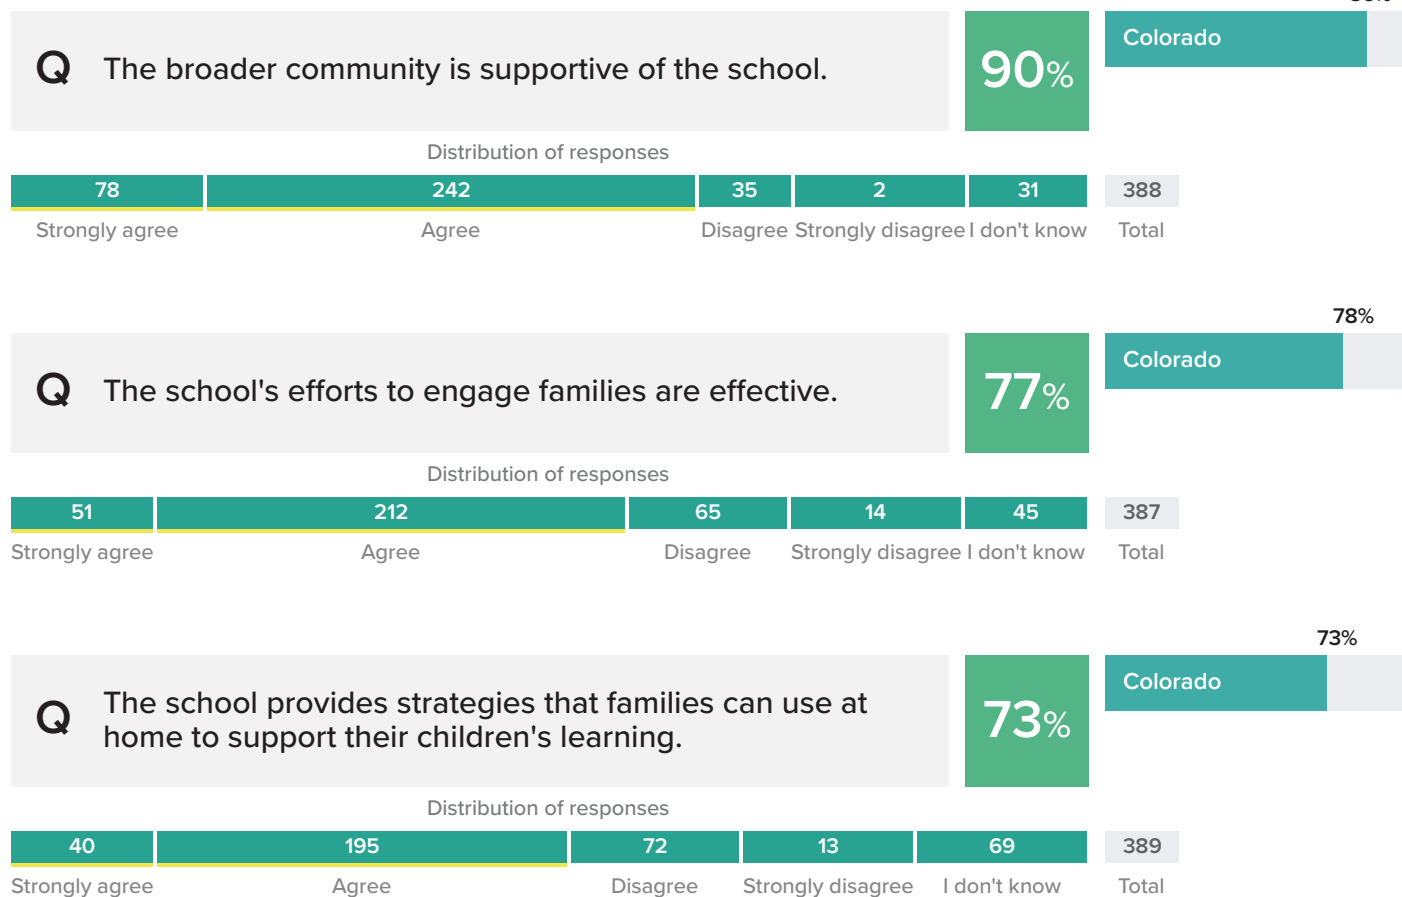 Colorado
Q The broader community is supportive of the school. 90%
Distribution of responses
78 242 35 2 31 388
Strongly agree Agree Disagree Strongly disagree I don't know Total
78%
Colorado
Q The school's efforts to engage families are effective. 77%
Distribution of responses
51 212 65 14 45 387
Strongly agree Agree Disagree Strongly disagree I don't know Total
73%
Colorado
Q The school provides strategies that families can use at
home to support their children's learning. 73%
Distribution of responses
40 195 72 13 69 389
Strongly agree Agree Disagree Strongly disagree I don't know Total